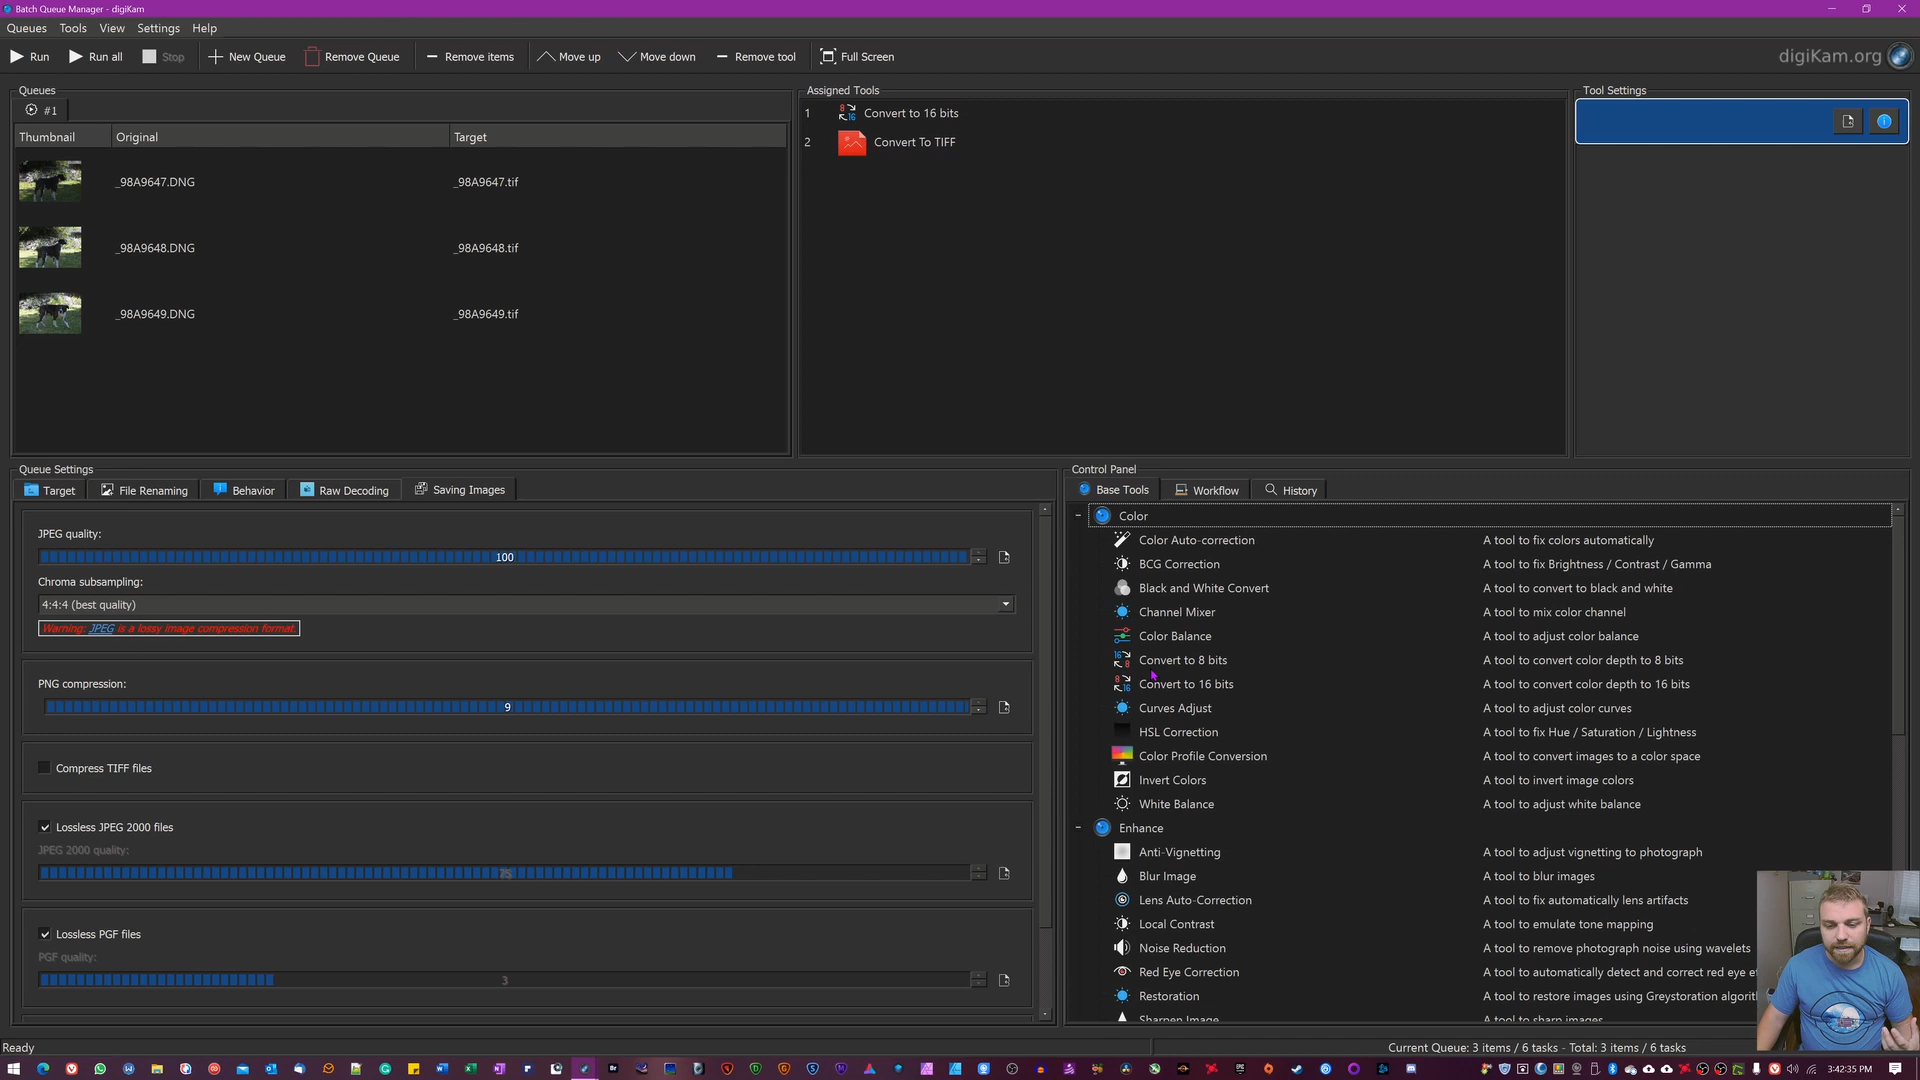 Batch Queue Manager - digiKam
Queues Tools View Settings Help
Run Run all Stop New Queue Remove Queue Remove items Move up Move down Remove tool Full Screen digiKam.org
Queues
#1
Thumbnail Original Target
_98A9647.DNG _98A9647.tif
_98A9648.DNG _98A9648.tif
_98A9649.DNG _98A9649.tif
Assigned Tools
1 Convert to 16 bits
2 Convert To TIFF
Tool Settings
Queue Settings
Target File Renaming Behavior Raw Decoding Saving Images
JPEG quality:
100
Chroma subsampling:
4:4:4 (best quality)
Warning: JPEG is a lossy image compression format.
PNG compression:
9
Compress TIFF files
Lossless JPEG 2000 files
JPEG 2000 quality:
75
Lossless PGF files
PGF quality:
3
Control Panel
Base Tools Workflow History
Color
Color Auto-correction A tool to fix colors automatically
BCG Correction A tool to fix Brightness / Contrast / Gamma
Black and White Convert A tool to convert to black and white
Channel Mixer A tool to mix color channel
Color Balance A tool to adjust color balance
Convert to 8 bits A tool to convert color depth to 8 bits
Convert to 16 bits A tool to convert color depth to 16 bits
Curves Adjust A tool to adjust color curves
HSL Correction A tool to fix Hue / Saturation / Lightness
Color Profile Conversion A tool to convert images to a color space
Invert Colors A tool to invert image colors
White Balance A tool to adjust white balance
Enhance
Anti-Vignetting A tool to adjust vignetting to photograph
Blur Image A tool to blur images
Lens Auto-Correction A tool to fix automatically lens artifacts
Local Contrast A tool to emulate tone mapping
Noise Reduction A tool to remove photograph noise using wavelets
Red Eye Correction A tool to automatically detect and correct red eye ef
Restoration A tool to restore images using Greystoration algorith
Sharpen Image A tool to sharp images
Ready
Current Queue: 3 items / 6 tasks - Total: 3 items / 6 tasks
3:42:35 PM